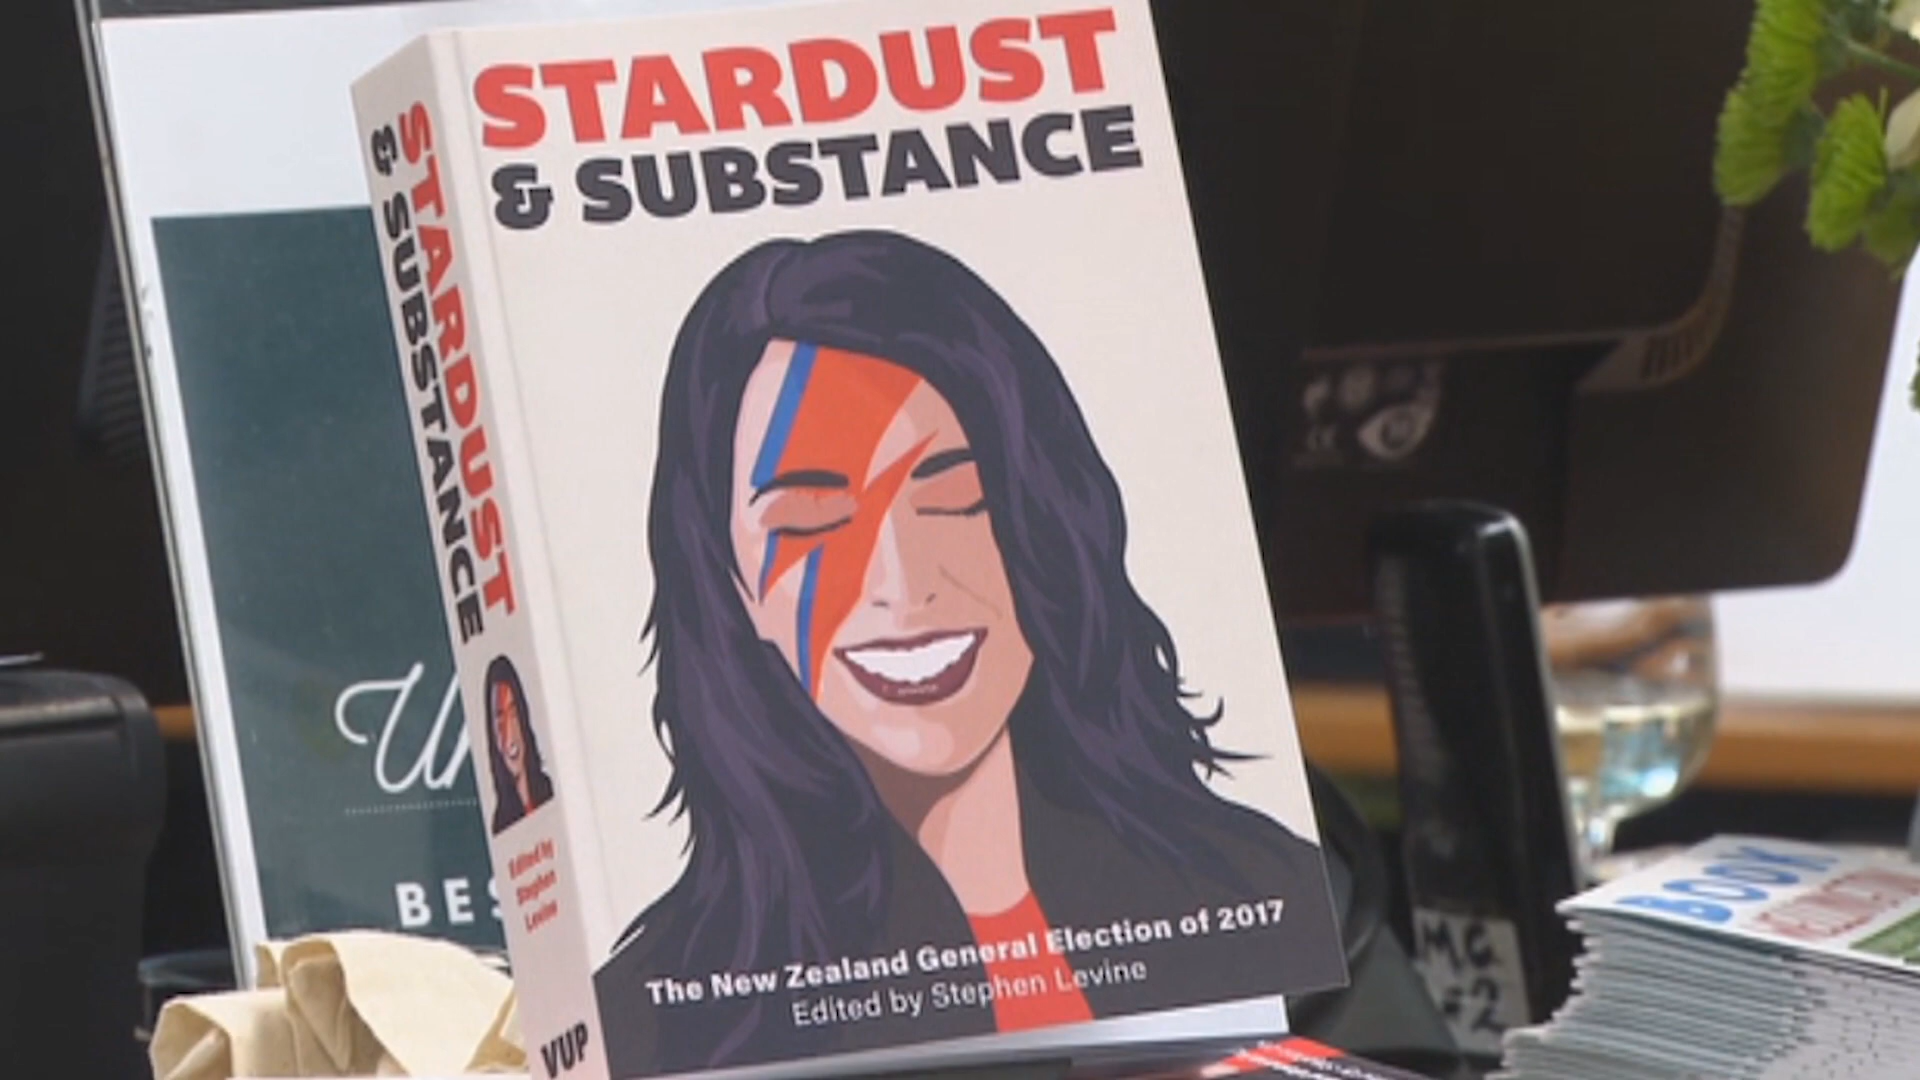 STARDUST
& SUBSTANCE
The New Zealand General Election of 2017
Edited by Stephen Levine
STARDUST
& SUBSTANCE
Edited by
Stephen
Levine
VUP
BOOK
MG